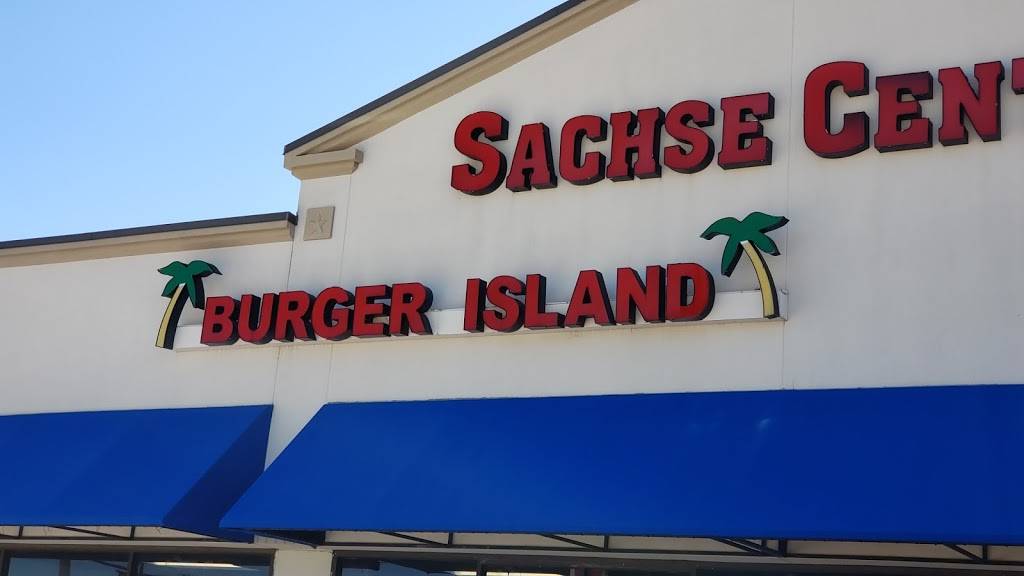 SACHSE CENT
BURGER ISLAND